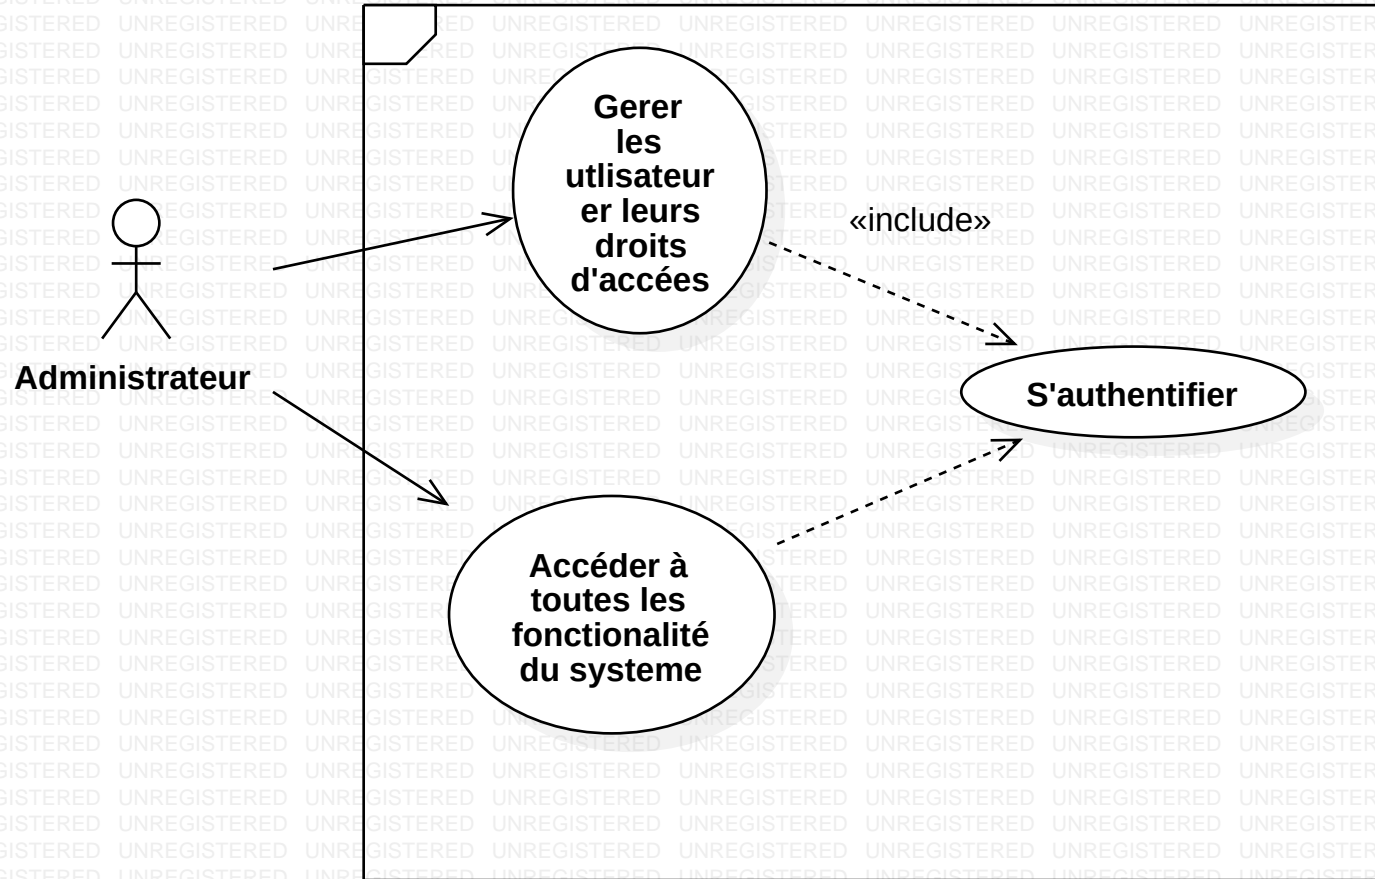 Gerer
les
utlisateur
er leurs
droits
d'accées
«include»
Administrateur
S'authentifier
Accéder à
toutes les
fonctionalité
du systeme